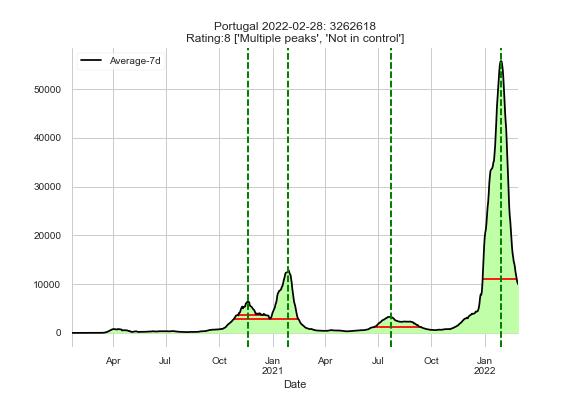 Portugal 2022-02-28: 3262618
Rating:8 ['Multiple peaks', 'Not in control']
Average-7d
50000
40000
30000
20000
10000
0
Apr Jul Oct Jan Apr Jul Oct Jan
2021 2022
Date